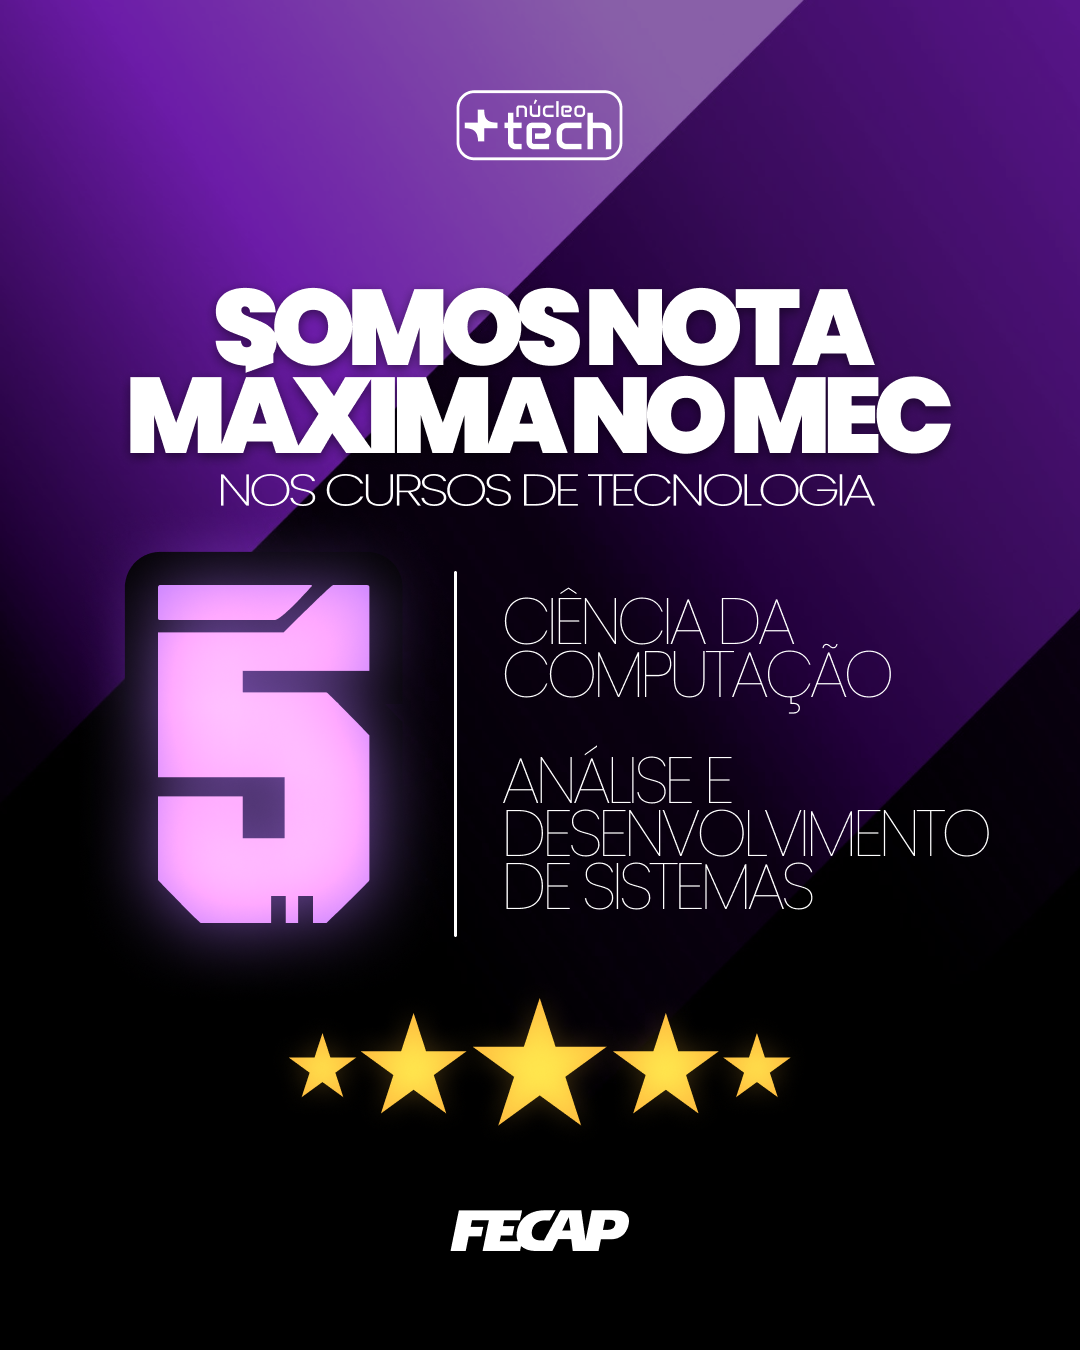 núcleo
tech
SOMOS NOTA
MÁXIMA NO MEC
NOS CURSOS DE TECNOLOGIA
5
CIÊNCIA DA
COMPUTAÇÃO
ANÁLISE E
DESENVOLVIMENTO
DE SISTEMAS
FECAP